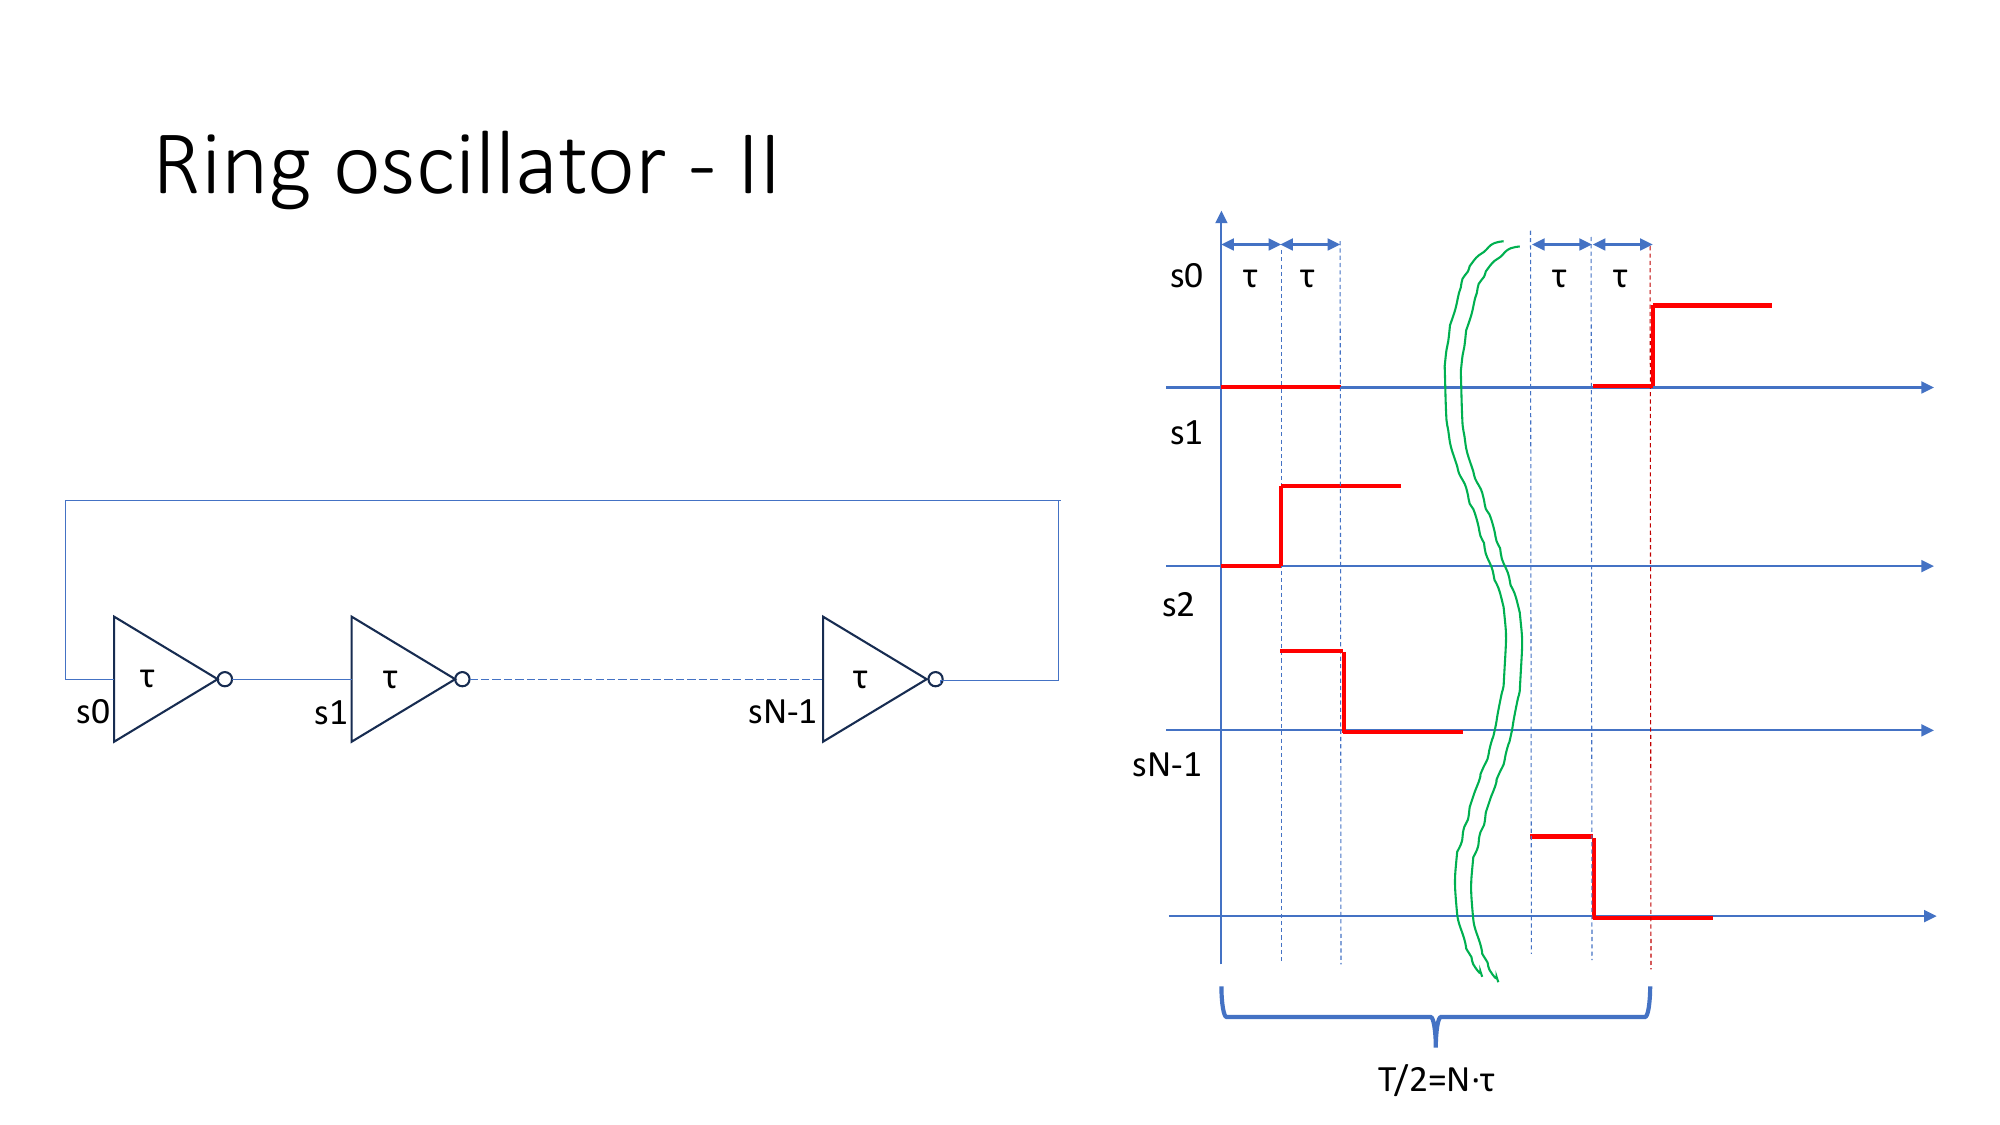 Ring oscillator - II
τ τ τ τ
s0
s1
s2
sN-1
τ τ τ
s0 s1 sN-1
T/2=N·τ